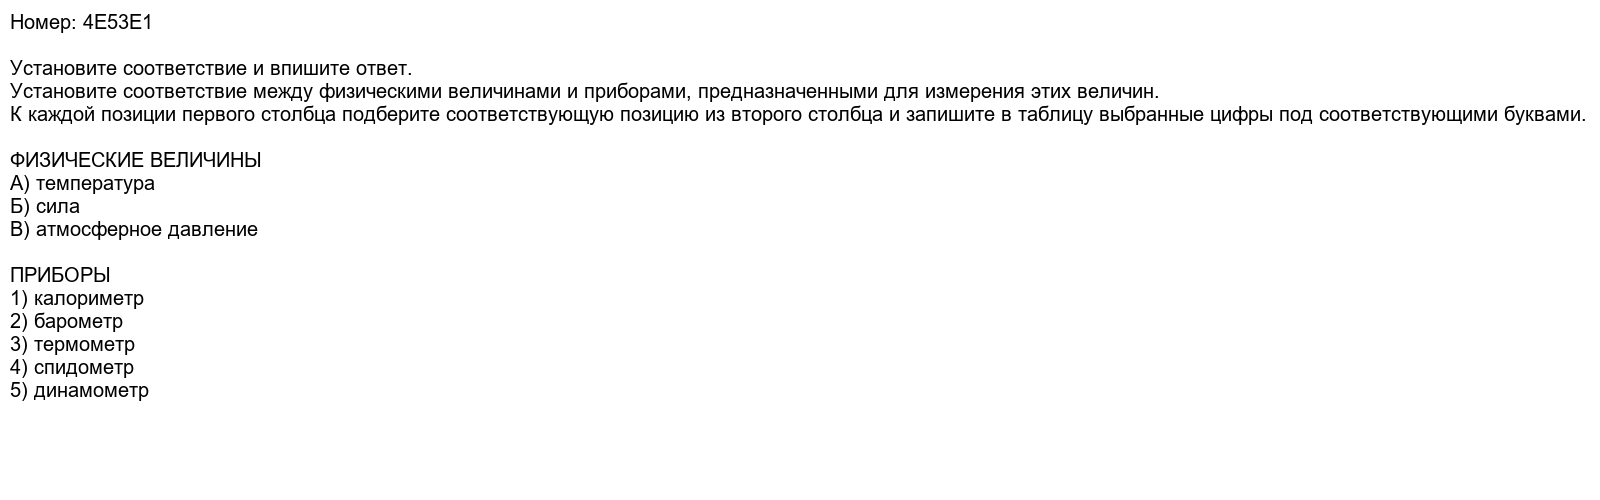 Номер: 4E53E1
Установите соответствие и впишите ответ.
Установите соответствие между физическими величинами и приборами, предназначенными для измерения этих величин.
К каждой позиции первого столбца подберите соответствующую позицию из второго столбца и запишите в таблицу выбранные цифры под соответствующими буквами.
ФИЗИЧЕСКИЕ ВЕЛИЧИНЫ
А) температура
Б) сила
В) атмосферное давление
ПРИБОРЫ
1) калориметр
2) барометр
3) термометр
4) спидометр
5) динамометр